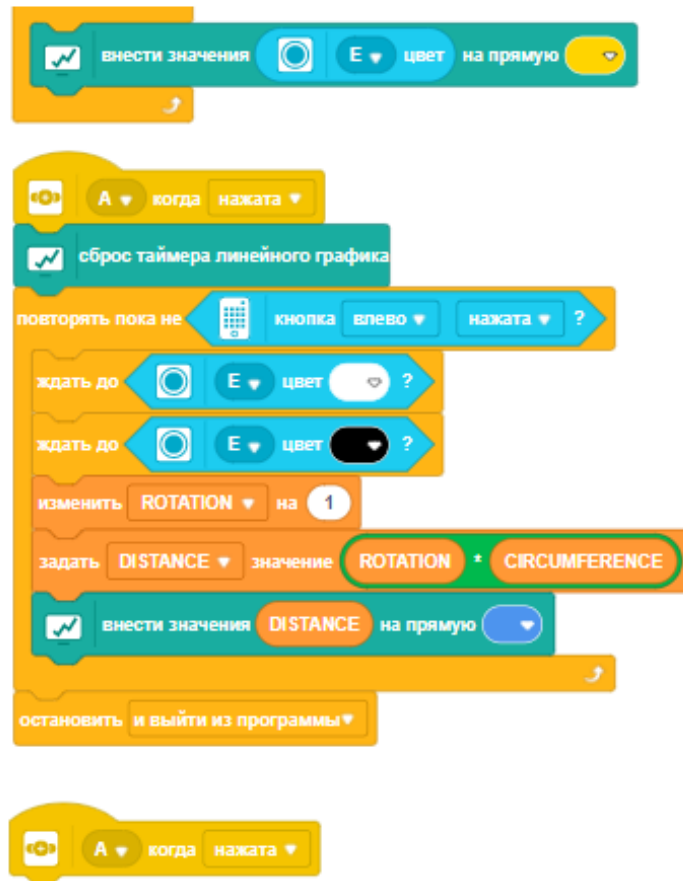 внести значения E цвет на прямую
A когда нажата
сброс таймера линейного графика
повторять пока не кнопка влево нажата ?
ждать до E цвет ?
ждать до E цвет ?
изменить ROTATION на 1
задать DISTANCE значение ROTATION * CIRCUMFERENCE
внести значения DISTANCE на прямую
остановить и выйти из программы
A когда нажата